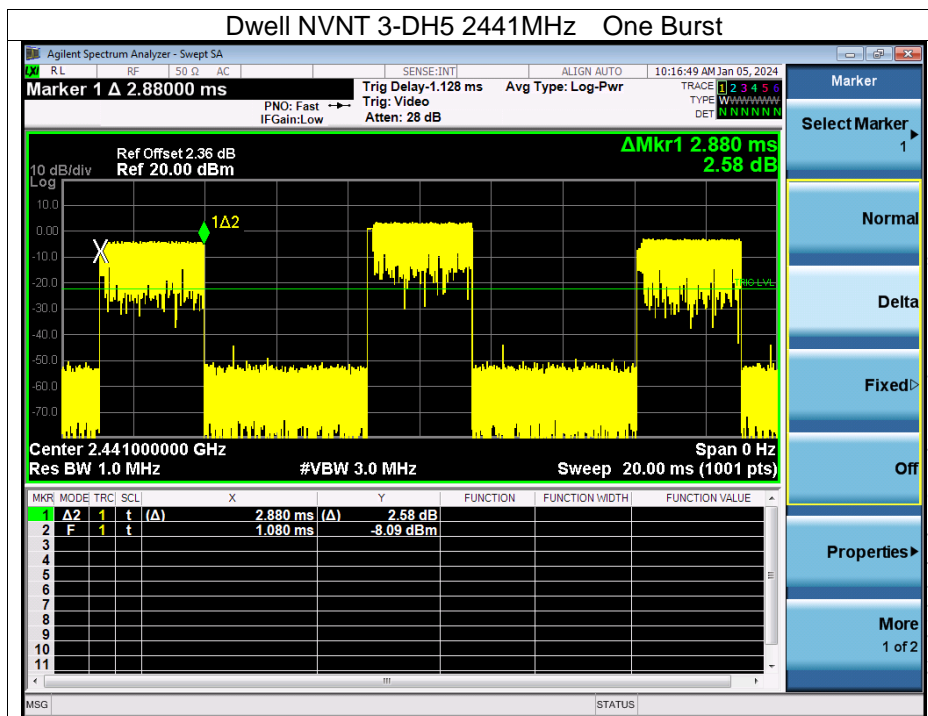 Dwell NVNT 3-DH5 2441MHz One Burst
Agilent Spectrum Analyzer - Swept SA
LXI RL RF 50 Ω AC SENSE:INT ALIGN AUTO 10:16:49 AM Jan 05, 2024
Marker 1 Δ 2.88000 ms
PNO: Fast
IFGain:Low
Trig Delay-1.128 ms
Trig: Video
Atten: 28 dB
Avg Type: Log-Pwr
TRACE 1 2 3 4 5 6
TYPE WWWWWW
DET N N N N N N
ΔMkr1 2.880 ms
2.58 dB
Ref Offset 2.36 dB
10 dB/div Ref 20.00 dBm
Log
10.0
0.00
-10.0
-20.0
-30.0
-40.0
-50.0
-60.0
-70.0
X
1Δ2
TRIG LVL
Center 2.441000000 GHz Span 0 Hz
Res BW 1.0 MHz #VBW 3.0 MHz Sweep 20.00 ms (1001 pts)
MKR MODE TRC SCL X Y FUNCTION FUNCTION WIDTH FUNCTION VALUE
1 Δ2 1 t (Δ) 2.880 ms (Δ) 2.58 dB
2 F 1 t 1.080 ms -8.09 dBm
3
4
5
6
7
8
9
10
11
MSG STATUS
Marker
Select Marker
1
Normal
Delta
Fixed
Off
Properties
More
1 of 2